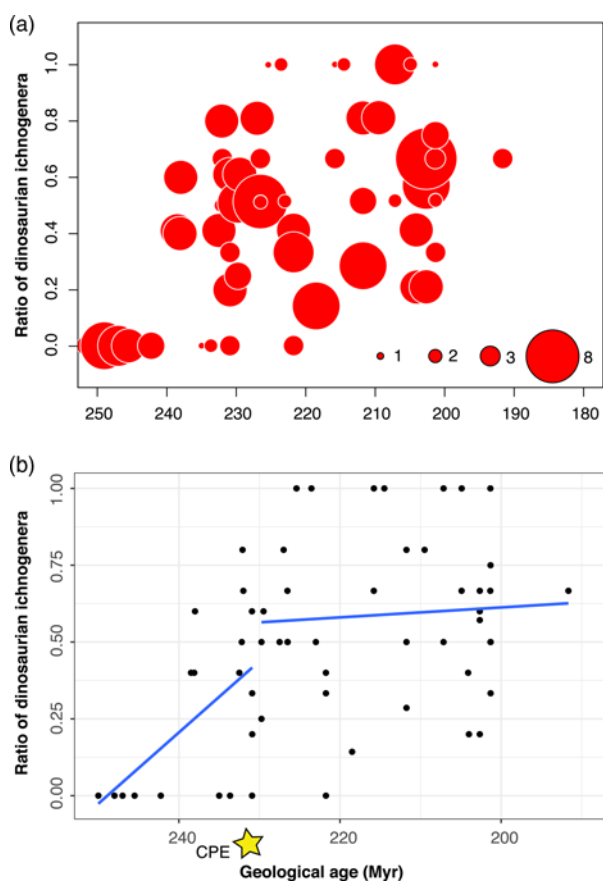 (a)
Ratio of dinosaurian ichnogenera
1.0
0.8
0.6
0.4
0.2
0.0
1 2 3 8
250 240 230 220 210 200 190 180
(b)
Ratio of dinosaurian ichnogenera
1.00
0.75
0.50
0.25
0.00
240 220 200
CPE
Geological age (Myr)